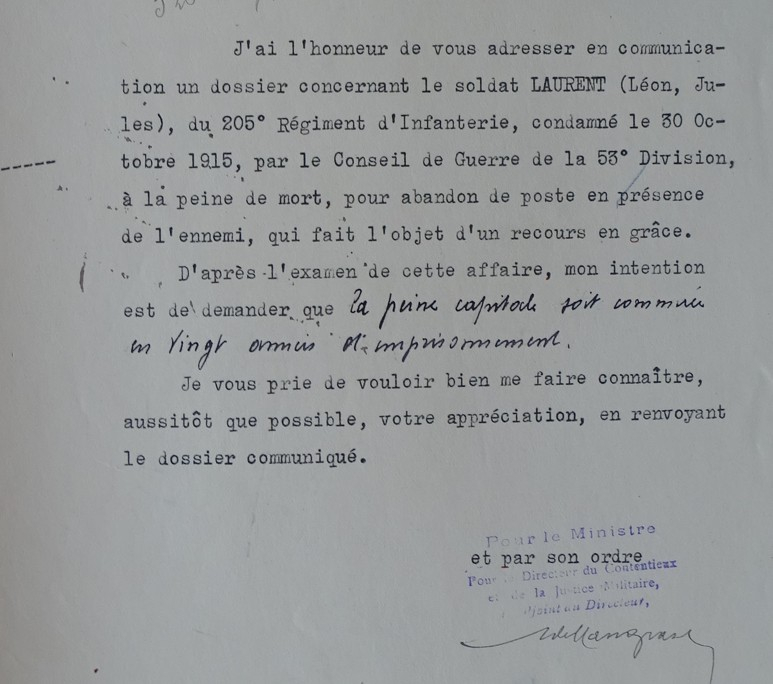 J'ai l'honneur de vous adresser en communica-
tion un dossier concernant le soldat LAURENT (Léon, Ju-
les), du 205° Régiment d'Infanterie, condamné le 30 Oc-
tobre 1915, par le Conseil de Guerre de la 53° Division,
à la peine de mort, pour abandon de poste en présence
de l'ennemi, qui fait l'objet d'un recours en grâce.
D'après l'examen de cette affaire, mon intention
est de demander que la peine capitale soit commuée
en vingt années d'emprisonnement.
Je vous prie de vouloir bien me faire connaître,
aussitôt que possible, votre appréciation, en renvoyant
le dossier communiqué.
Pour le Ministre
et par son ordre
Pour le Directeur du Contentieux
et de la Justice Militaire,
djoint au Directeur,